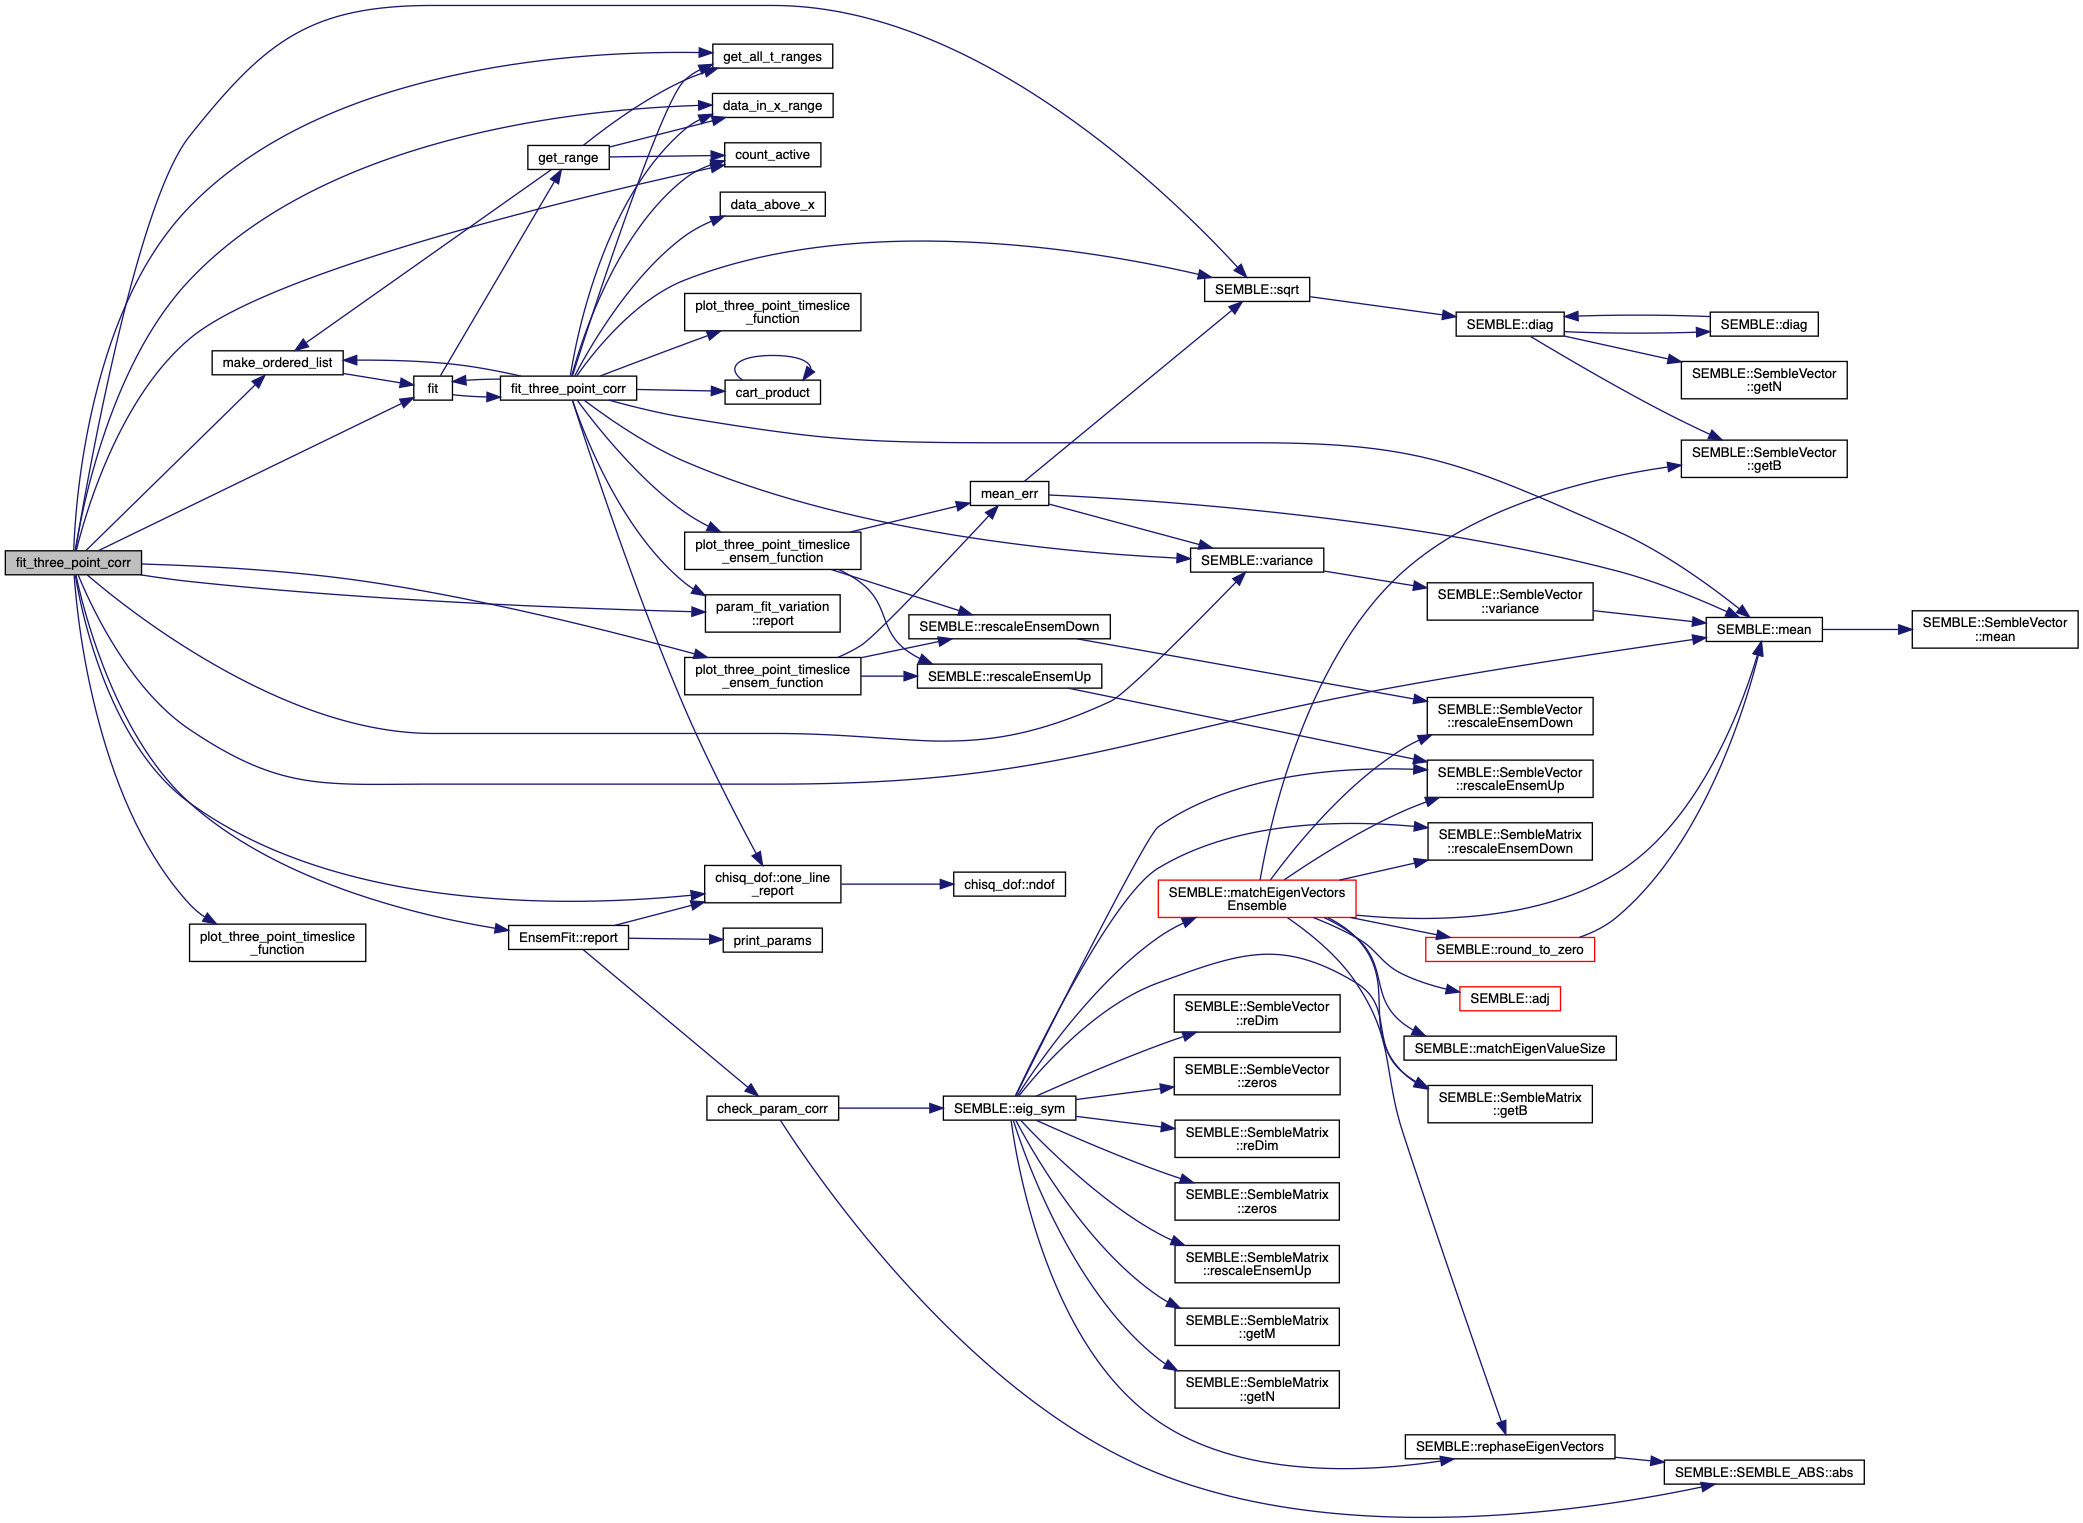 get_all_t_ranges
data_in_x_range
get_range
count_active
data_above_x
SEMBLE::sqrt
plot_three_point_timeslice
_function
SEMBLE::diag
SEMBLE::diag
make_ordered_list
fit
fit_three_point_corr
cart_product
SEMBLE::SembleVector
::getN
SEMBLE::SembleVector
::getB
mean_err
plot_three_point_timeslice
_ensem_function
SEMBLE::variance
fit_three_point_corr
param_fit_variation
::report
SEMBLE::rescaleEnsemDown
SEMBLE::SembleVector
::variance
SEMBLE::mean
SEMBLE::SembleVector
::mean
plot_three_point_timeslice
_ensem_function
SEMBLE::rescaleEnsemUp
SEMBLE::SembleVector
::rescaleEnsemDown
SEMBLE::SembleVector
::rescaleEnsemUp
SEMBLE::SembleMatrix
::rescaleEnsemDown
chisq_dof::one_line
_report
chisq_dof::ndof
SEMBLE::matchEigenVectors
Ensemble
plot_three_point_timeslice
_function
EnsemFit::report
print_params
SEMBLE::round_to_zero
SEMBLE::adj
SEMBLE::SembleVector
::reDim
SEMBLE::matchEigenValueSize
SEMBLE::SembleVector
::zeros
SEMBLE::SembleMatrix
::getB
check_param_corr
SEMBLE::eig_sym
SEMBLE::SembleMatrix
::reDim
SEMBLE::SembleMatrix
::zeros
SEMBLE::SembleMatrix
::rescaleEnsemUp
SEMBLE::SembleMatrix
::getM
SEMBLE::SembleMatrix
::getN
SEMBLE::rephaseEigenVectors
SEMBLE::SEMBLE_ABS::abs